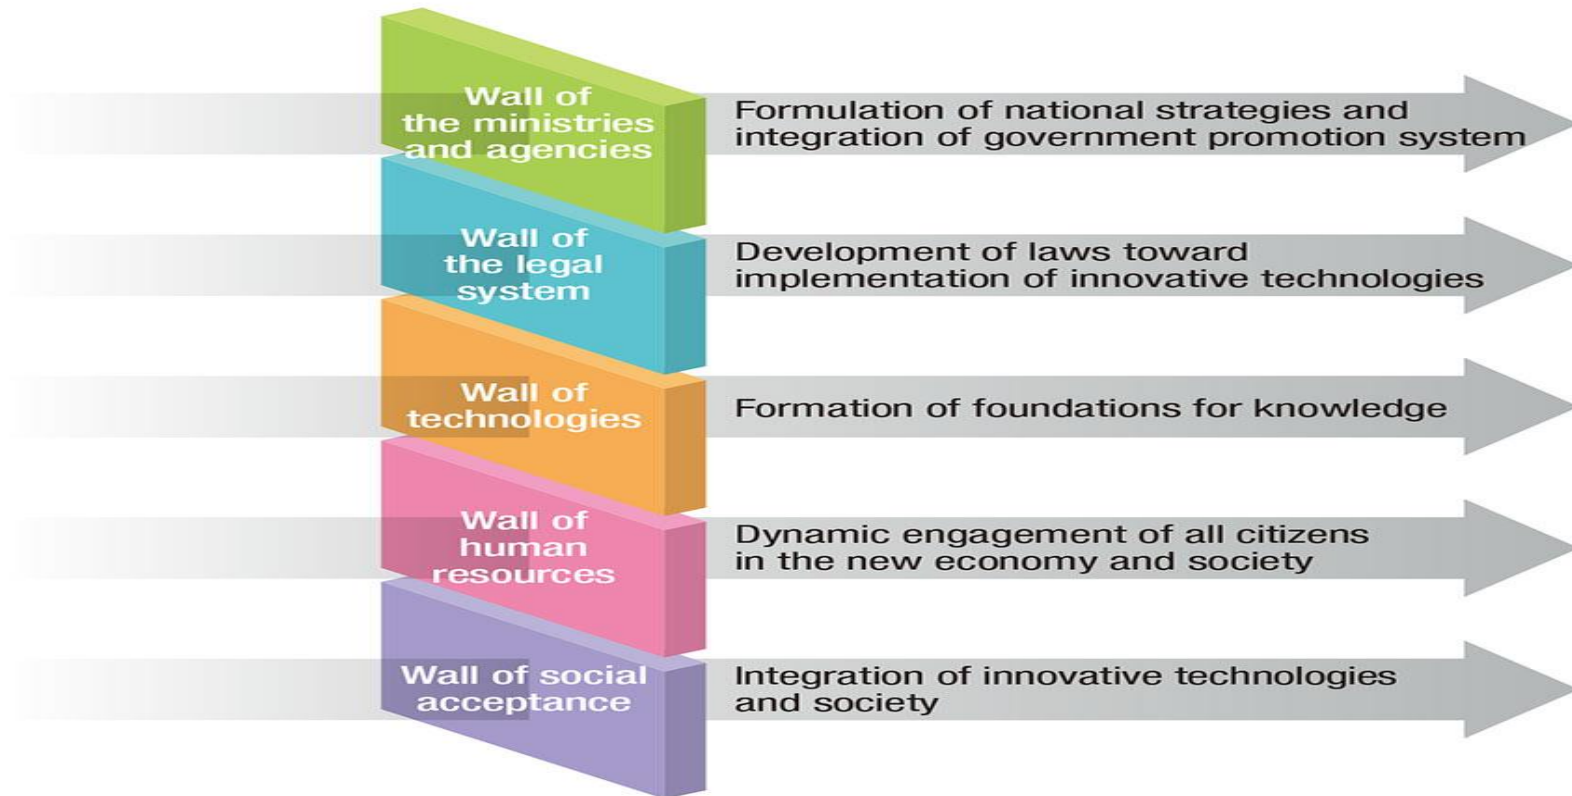 Wall of
the ministries
and agencies
Formulation of national strategies and
integration of government promotion system
Wall of
the legal
system
Development of laws toward
implementation of innovative technologies
Wall of
technologies
Formation of foundations for knowledge
Wall of
human
resources
Dynamic engagement of all citizens
in the new economy and society
Wall of social
acceptance
Integration of innovative technologies
and society